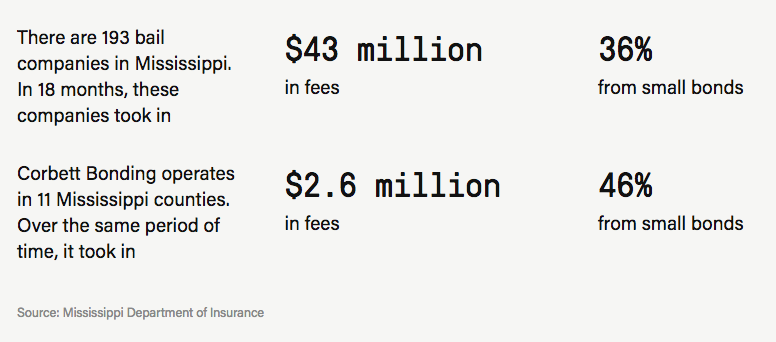 There are 193 bail
companies in Mississippi.
In 18 months, these
companies took in
$43 million
in fees
36%
from small bonds
Corbett Bonding operates
in 11 Mississippi counties.
Over the same period of
time, it took in
$2.6 million
in fees
46%
from small bonds
Source: Mississippi Department of Insurance